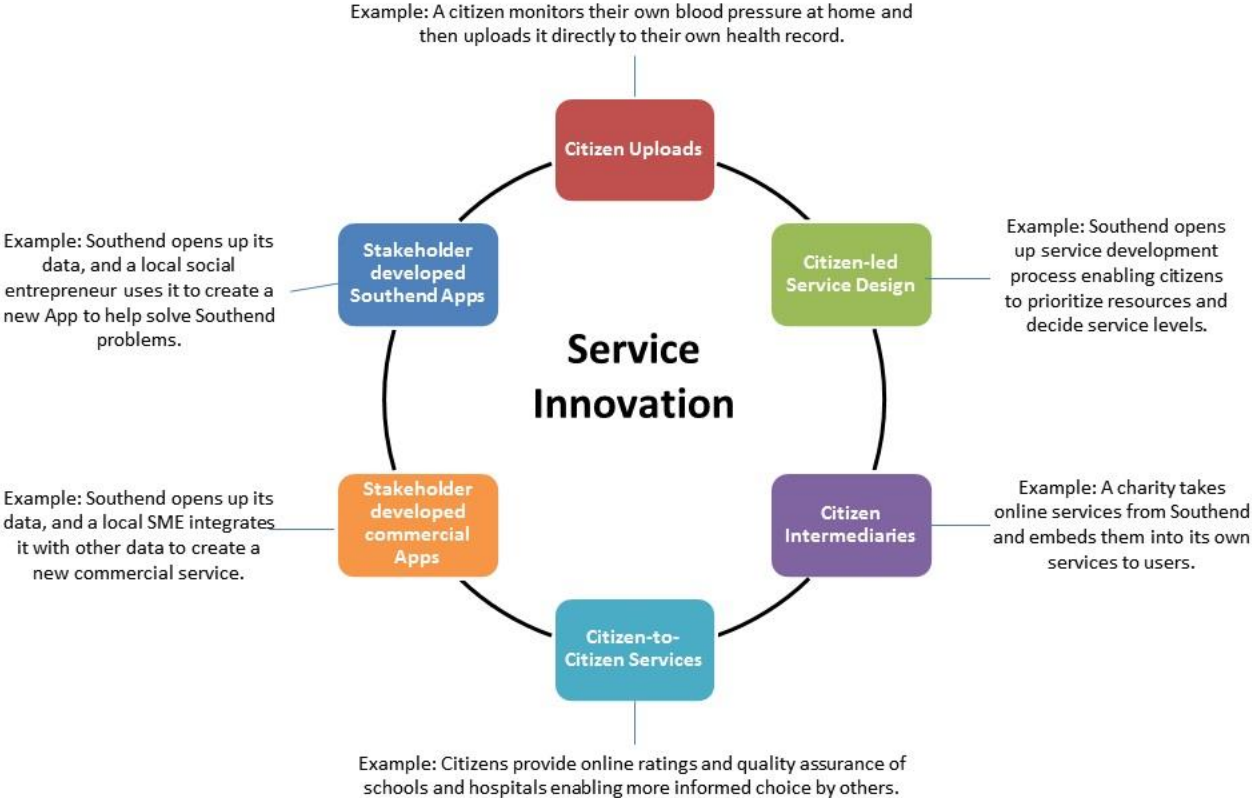 Example: A citizen monitors their own blood pressure at home and
then uploads it directly to their own health record.
Citizen Uploads
Example: Southend opens up its
data, and a local social
entrepreneur uses it to create a
new App to help solve Southend
problems.
Stakeholder
developed
Southend Apps
Citizen-led
Service Design
Example: Southend opens
up service development
process enabling citizens
to prioritize resources and
decide service levels.
Service
Innovation
Example: Southend opens up its
data, and a local SME integrates
it with other data to create a
new commercial service.
Stakeholder
developed
commercial
Apps
Citizen
Intermediaries
Example: A charity takes
online services from Southend
and embeds them into its own
services to users.
Citizen-to-
Citizen Services
Example: Citizens provide online ratings and quality assurance of
schools and hospitals enabling more informed choice by others.